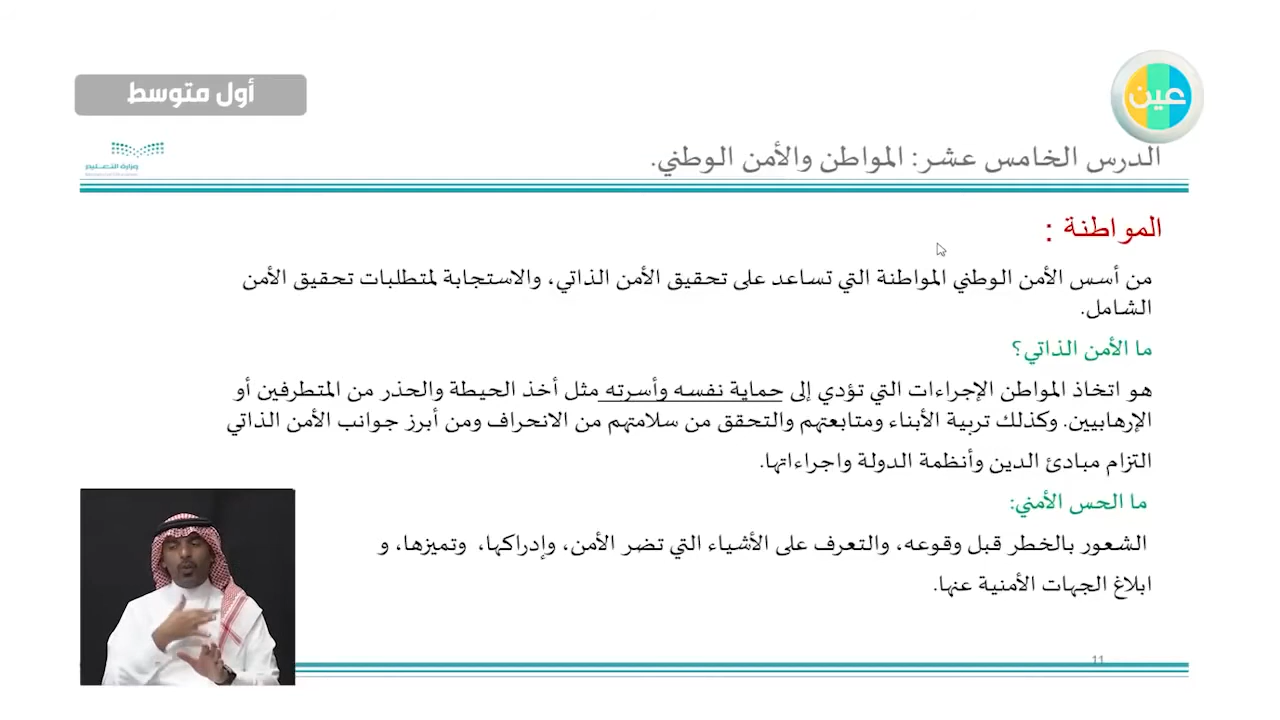 أول متوسط
عين
وزارة التعليم
الدرس الخامس عشر: المواطن والأمن الوطني.
المواطنة :
من أسس الأمن الوطني المواطنة التي تساعد على تحقيق الأمن الذاتي، والاستجابة لمتطلبات تحقيق الأمن
الشامل.
ما الأمن الذاتي؟
هو اتخاذ المواطن الإجراءات التي تؤدي إلى حماية نفسه وأسرته مثل أخذ الحيطة والحذر من المتطرفين أو
الإرهابيين. وكذلك تربية الأبناء ومتابعتهم والتحقق من سلامتهم من الانحراف ومن أبرز جوانب الأمن الذاتي
التزام مبادئ الدين وأنظمة الدولة واجراءاتها.
ما الحس الأمني:
الشعور بالخطر قبل وقوعه، والتعرف على الأشياء التي تضر الأمن، وإدراكها، وتميزها، و
ابلاغ الجهات الأمنية عنها.
11